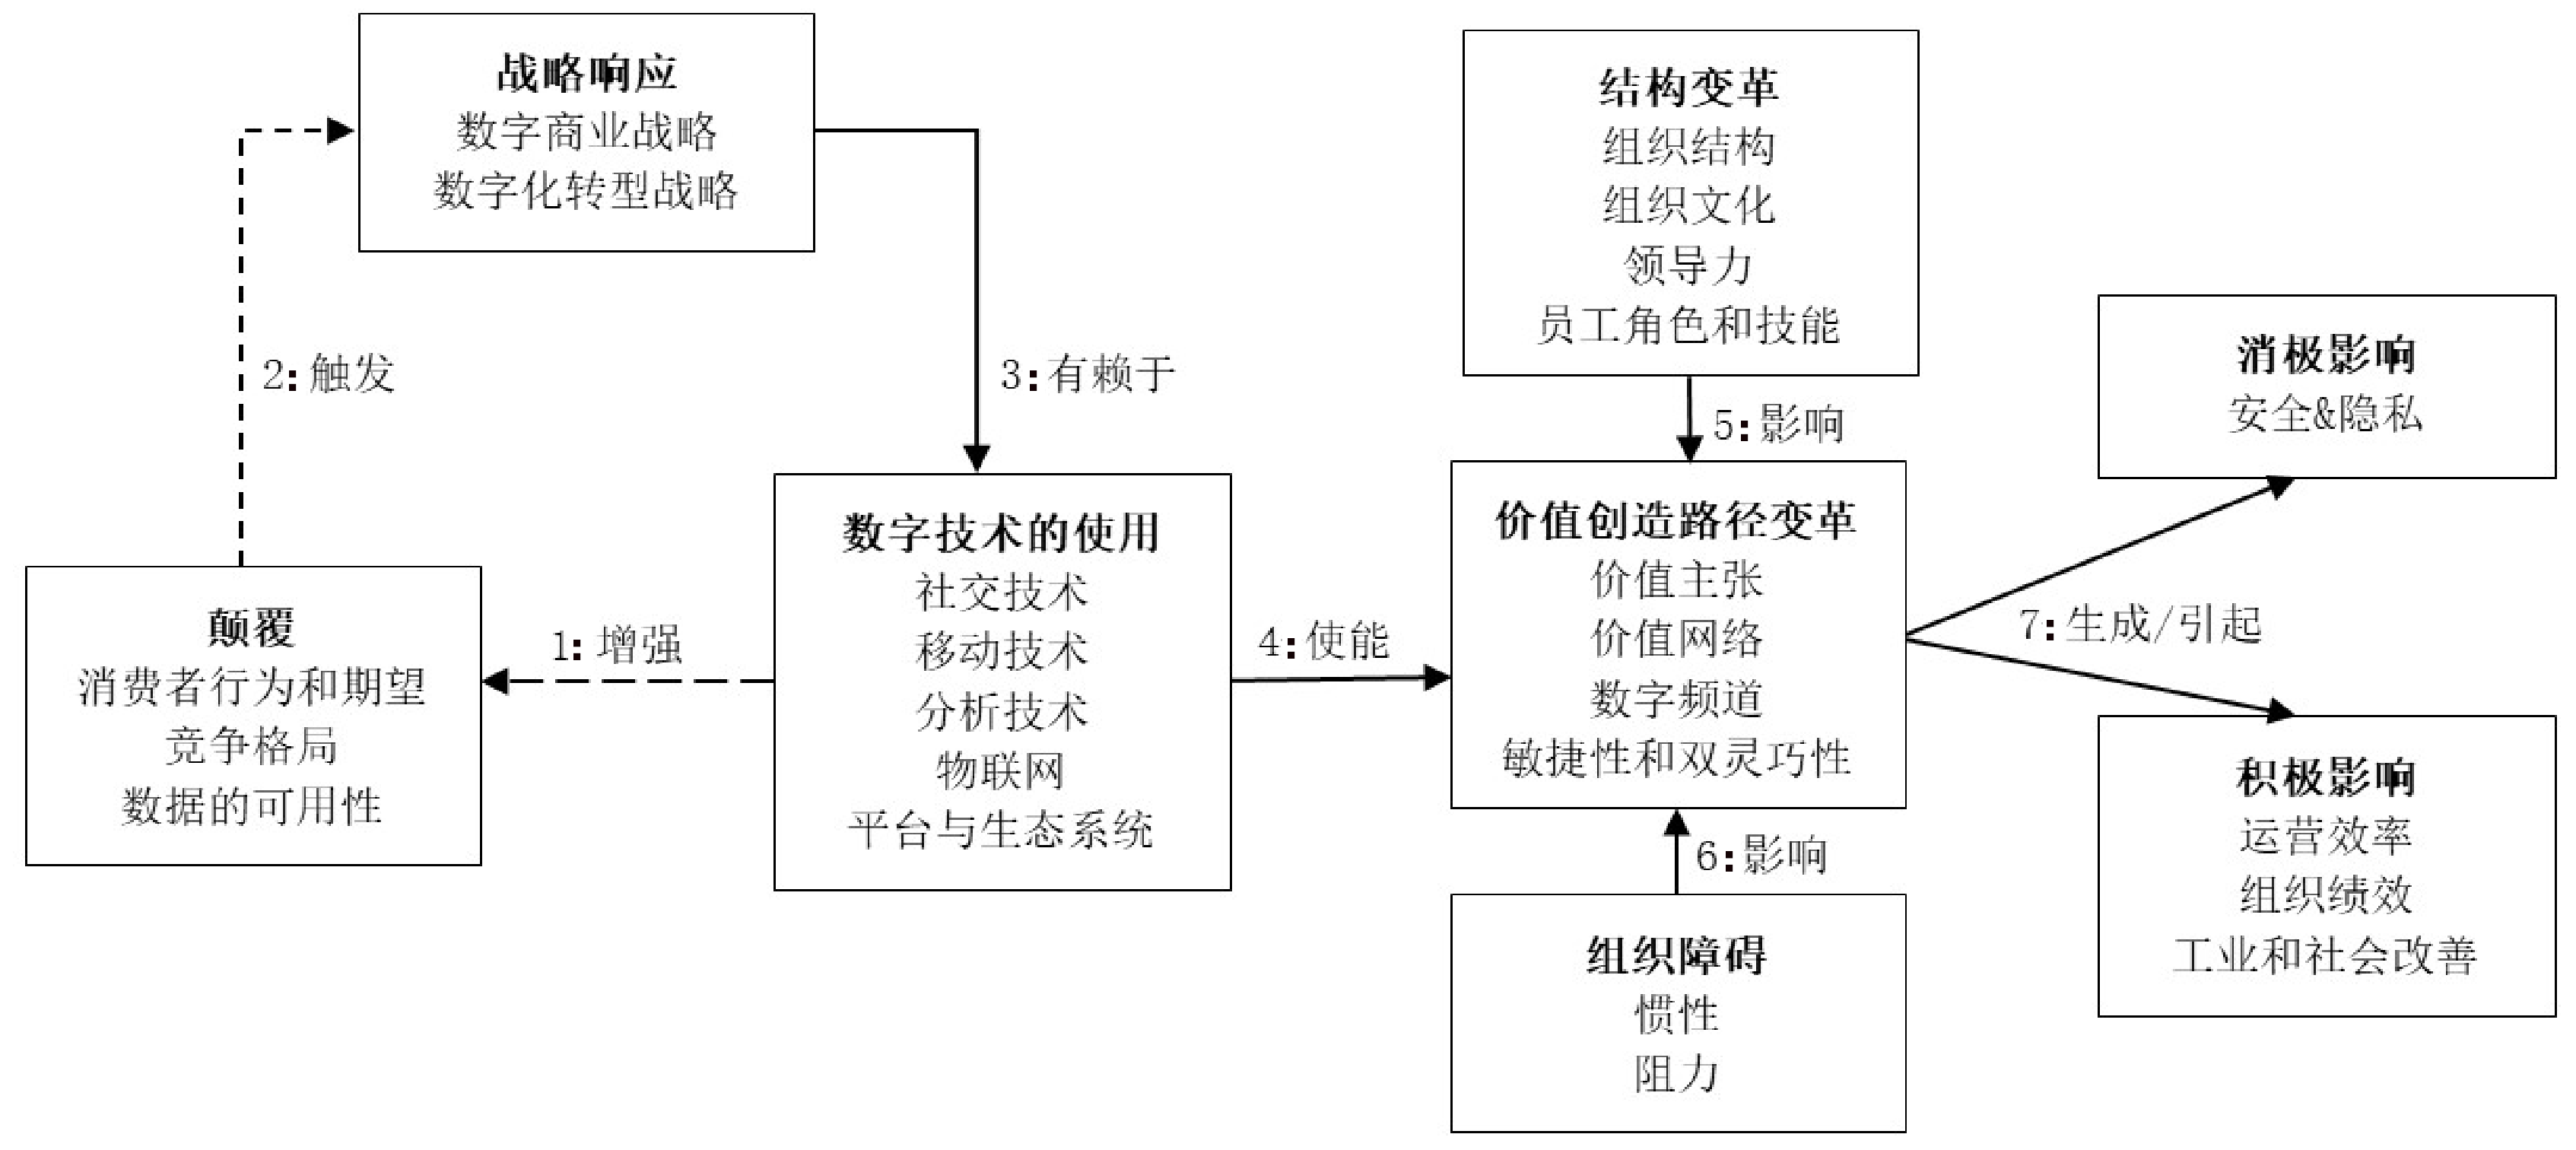 战略响应
数字商业战略
数字化转型战略
结构变革
组织结构
组织文化
领导力
员工角色和技能
消极影响
安全&隐私
2:触发
3:有赖于
5:影响
数字技术的使用
社交技术
移动技术
分析技术
物联网
平台与生态系统
价值创造路径变革
价值主张
价值网络
数字频道
敏捷性和双灵巧性
颠覆
消费者行为和期望
竞争格局
数据的可用性
1:增强
4:使能
7:生成/引起
积极影响
运营效率
组织绩效
工业和社会改善
6:影响
组织障碍
惯性
阻力